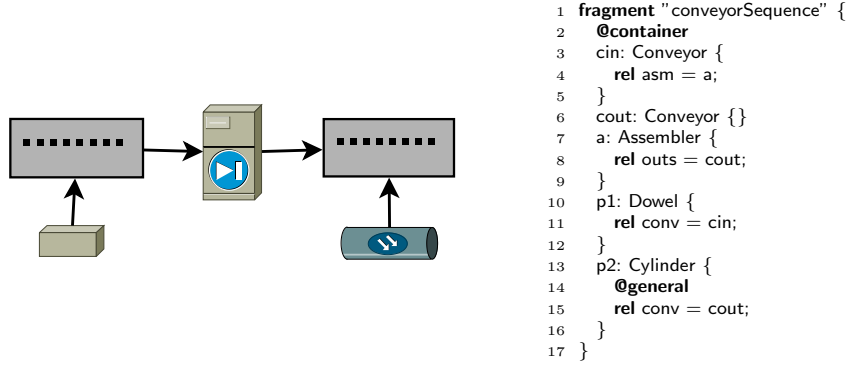 1 fragment ”conveyorSequence” {
2 @container
3 cin: Conveyor {
4 rel asm = a;
5 }
6 cout: Conveyor {}
7 a: Assembler {
8 rel outs = cout;
9 }
10 p1: Dowel {
11 rel conv = cin;
12 }
13 p2: Cylinder {
14 @general
15 rel conv = cout;
16 }
17 }